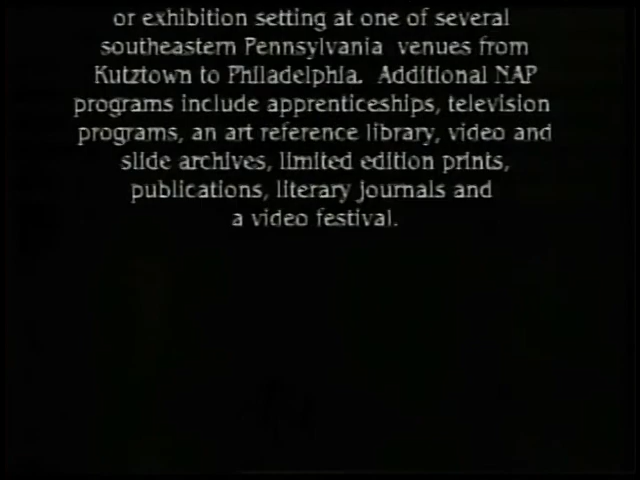 or exhibition setting at one of several
southeastern Pennsylvania venues from
Kutztown to Philadelphia. Additional NAP
programs include apprenticeships, television
programs, an art reference library, video and
slide archives, limited edition prints,
publications, literary journals and
a video festival.